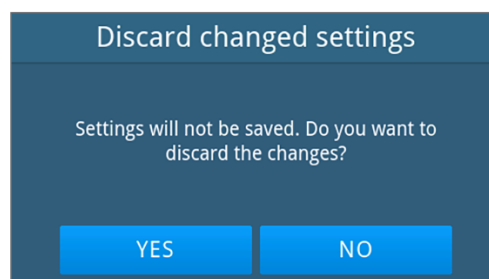 Discard changed settings
Settings will not be saved. Do you want to
discard the changes?
YES NO